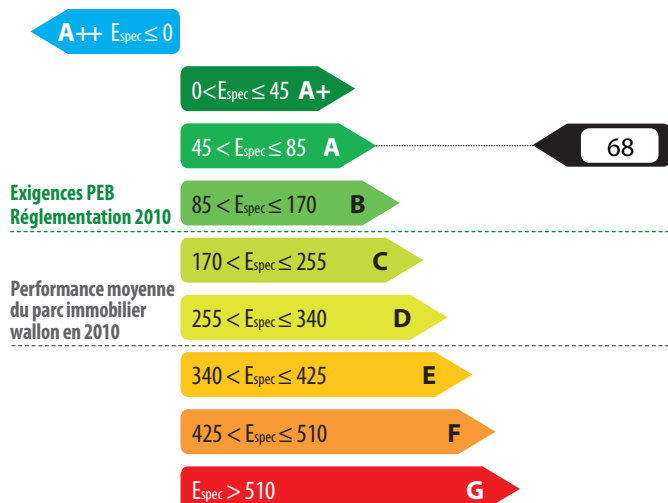 A++ Espec ≤ 0
0<Espec ≤ 45 A+
45 < Espec ≤ 85 A
68
Exigences PEB
Réglementation 2010
85 < Espec ≤ 170 B
170 < Espec ≤ 255 C
Performance moyenne
du parc immobilier
wallon en 2010
255 < Espec ≤ 340 D
340 < Espec ≤ 425 E
425 < Espec ≤ 510 F
Espec > 510 G